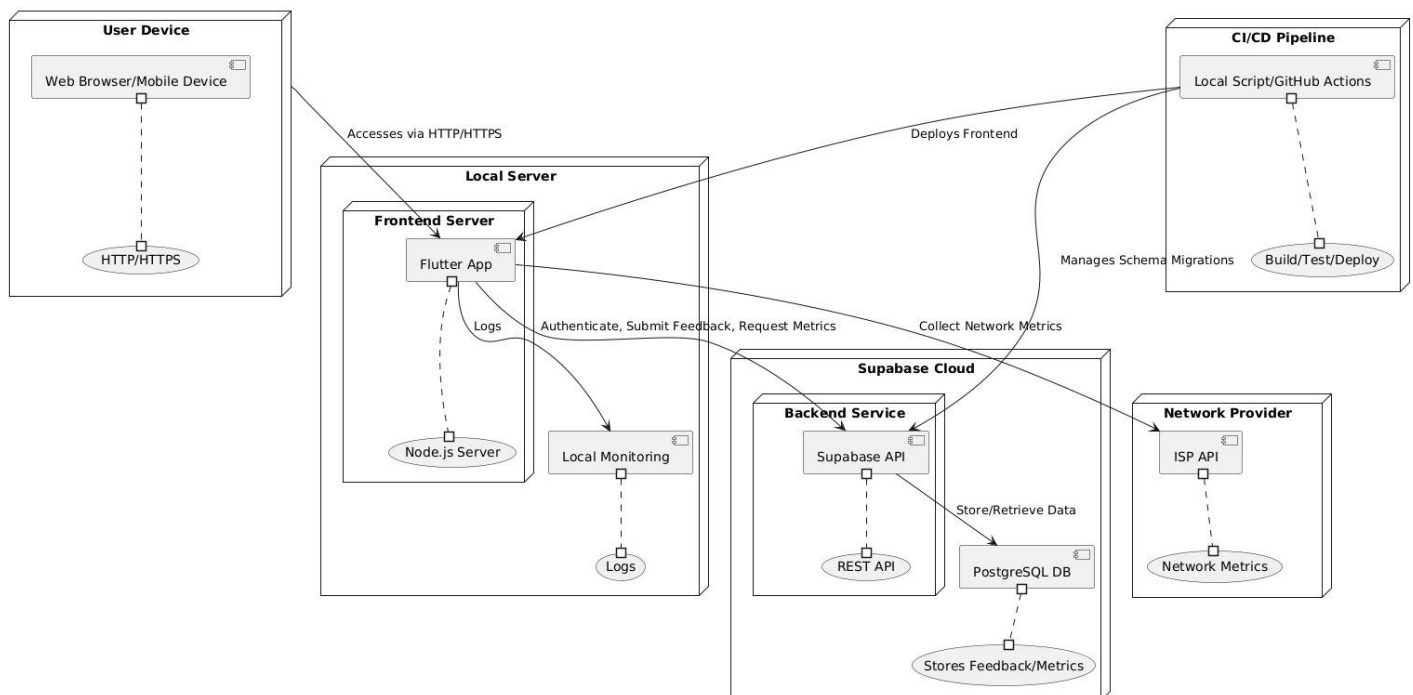 User Device
Web Browser/Mobile Device
HTTP/HTTPS
Accesses via HTTP/HTTPS
CI/CD Pipeline
Local Script/GitHub Actions
Build/Test/Deploy
Deploys Frontend
Manages Schema Migrations
Local Server
Frontend Server
Flutter App
Node.js Server
Logs
Local Monitoring
Logs
Authenticate, Submit Feedback, Request Metrics
Collect Network Metrics
Supabase Cloud
Backend Service
Supabase API
REST API
Store/Retrieve Data
PostgreSQL DB
Stores Feedback/Metrics
Network Provider
ISP API
Network Metrics